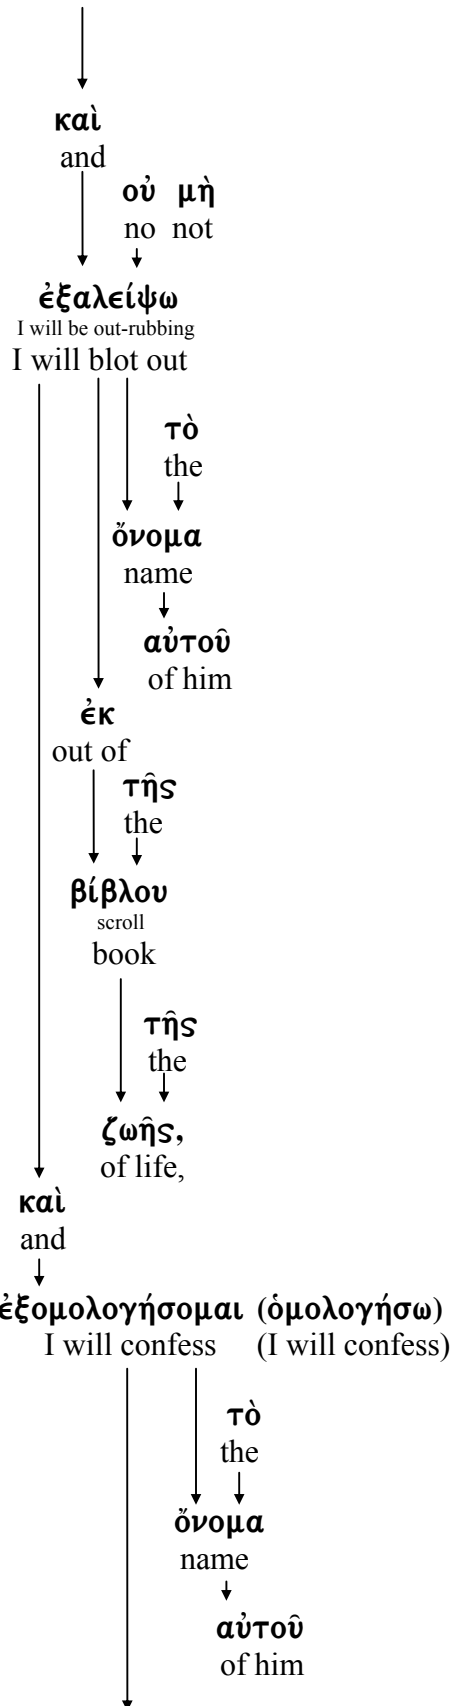 καὶ
and
οὐ μὴ
no not
ἐξαλείψω
I will be out-rubbing
I will blot out
τὸ
the
ὄνομα
name
αὐτοῦ
of him
ἐκ
out of
τῆς
the
βίβλου
scroll
book
τῆς
the
ζωῆς,
of life,
καὶ
and
ἐξομολογήσομαι (ὁμολογήσω)
I will confess (I will confess)
τὸ
the
ὄνομα
name
αὐτοῦ
of him